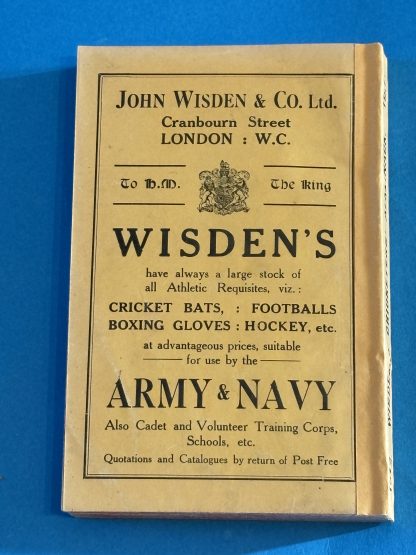 JOHN WISDEN & CO. Ltd.
Cranbourn Street
LONDON : W.C.
To H.M. The King
WISDEN'S
have always a large stock of
all Athletic Requisites, viz.:
CRICKET BATS, : FOOTBALLS
BOXING GLOVES : HOCKEY, etc.
at advantageous prices, suitable
for use by the
ARMY & NAVY
Also Cadet and Volunteer Training Corps,
Schools, etc.
Quotations and Catalogues by return of Post Free